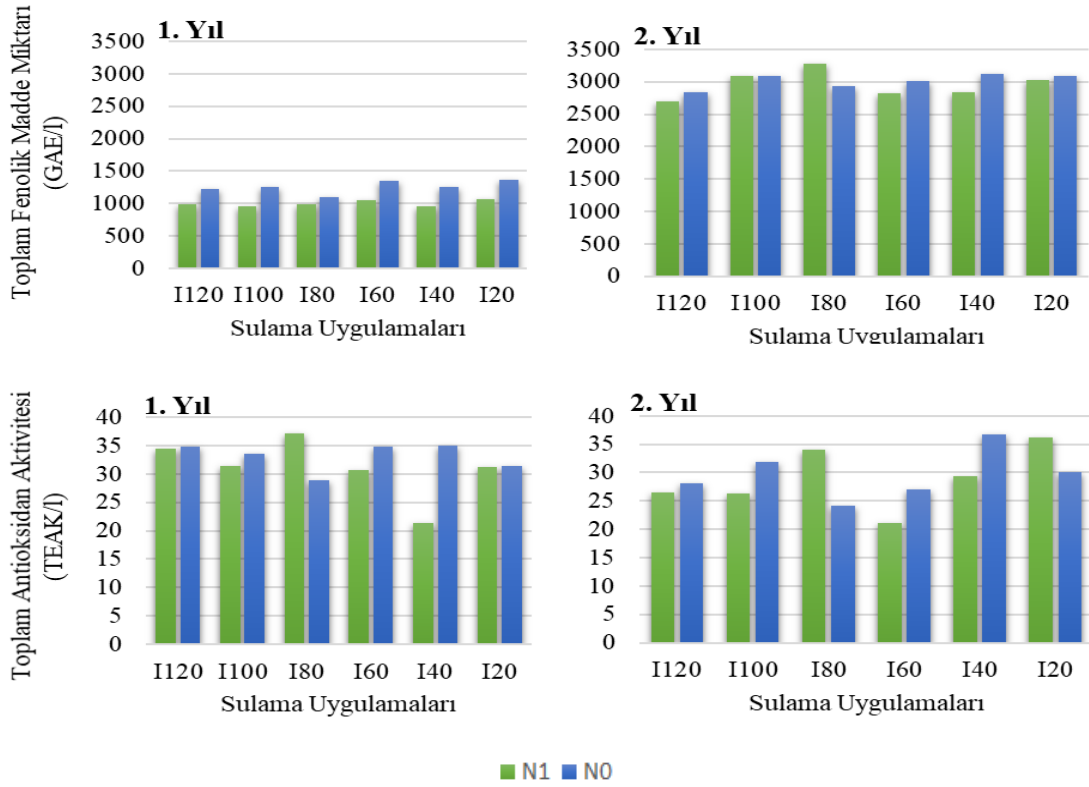 Toplam Fenolik Madde Miktarı
(GAE/l)
1. Yıl
3500
3000
2500
2000
1500
1000
500
0
I120 I100 I80 I60 I40 I20
Sulama Uygulamaları
2. Yıl
3500
3000
2500
2000
1500
1000
500
0
I120 I100 I80 I60 I40 I20
Sulama Uygulamaları
Toplam Antioksidan Aktivitesi
(TEAK/l)
1. Yıl
40
35
30
25
20
15
10
5
0
I120 I100 I80 I60 I40 I20
Sulama Uygulamaları
2. Yıl
40
35
30
25
20
15
10
5
0
I120 I100 I80 I60 I40 I20
Sulama Uygulamaları
N1 N0